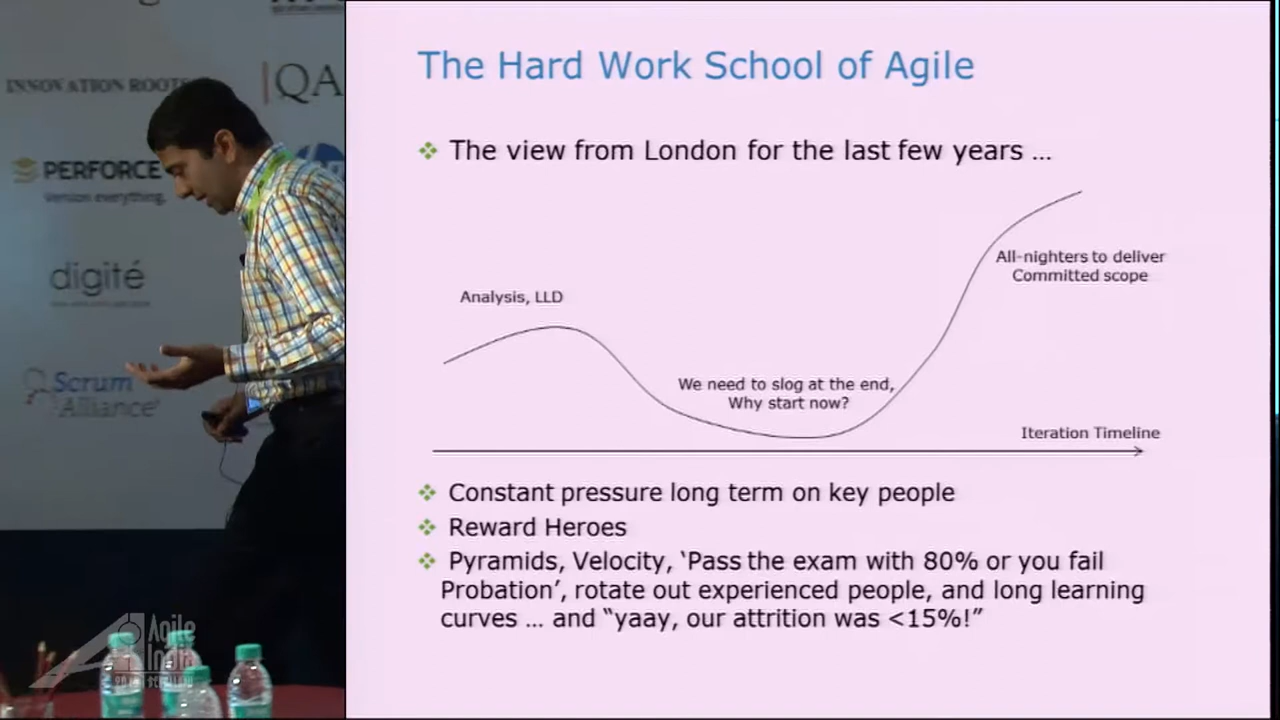 INNOVATION ROOTS
QA
PERFORCE
Version everything.
digité
Scrum
Alliance
Agile
India
The Hard Work School of Agile
The view from London for the last few years ...
All-nighters to deliver
Committed scope
Analysis, LLD
We need to slog at the end,
Why start now?
Iteration Timeline
Constant pressure long term on key people
Reward Heroes
Pyramids, Velocity, ‘Pass the exam with 80% or you fail
Probation’, rotate out experienced people, and long learning
curves ... and “yaay, our attrition was <15%!”